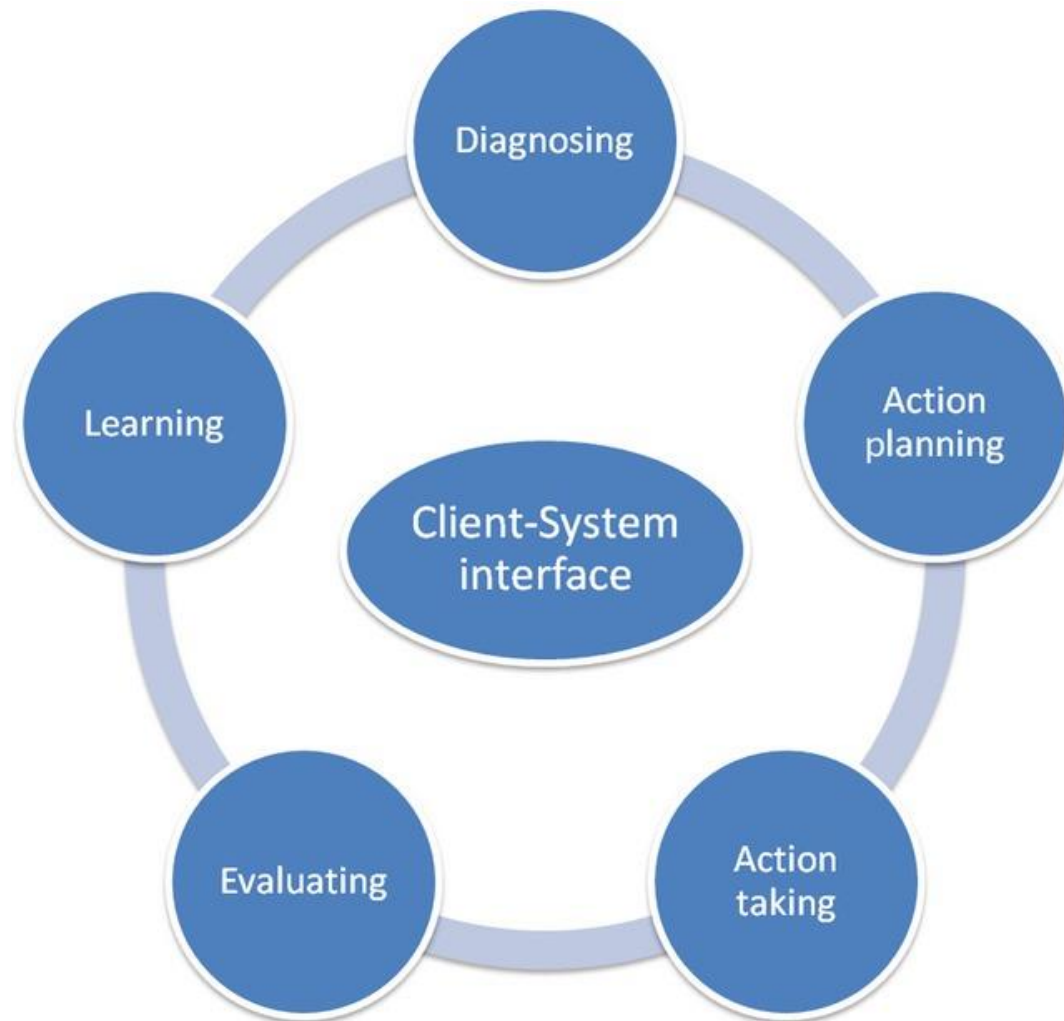 Diagnosing
Action
planning
Action
taking
Evaluating
Learning
Client-System
interface